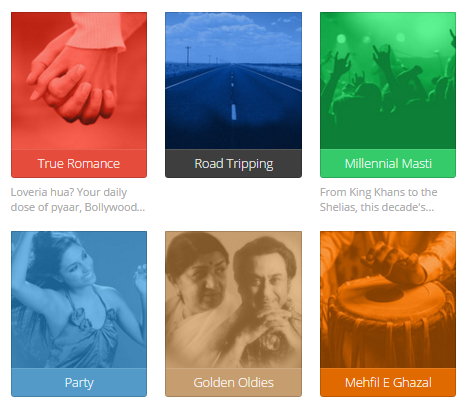 True Romance
Road Tripping
Millennial Masti
Loveria hua? Your daily
dose of pyaar, Bollywood...
From King Khans to the
Shelias, this decade's...
Party
Golden Oldies
Mehfil E Ghazal